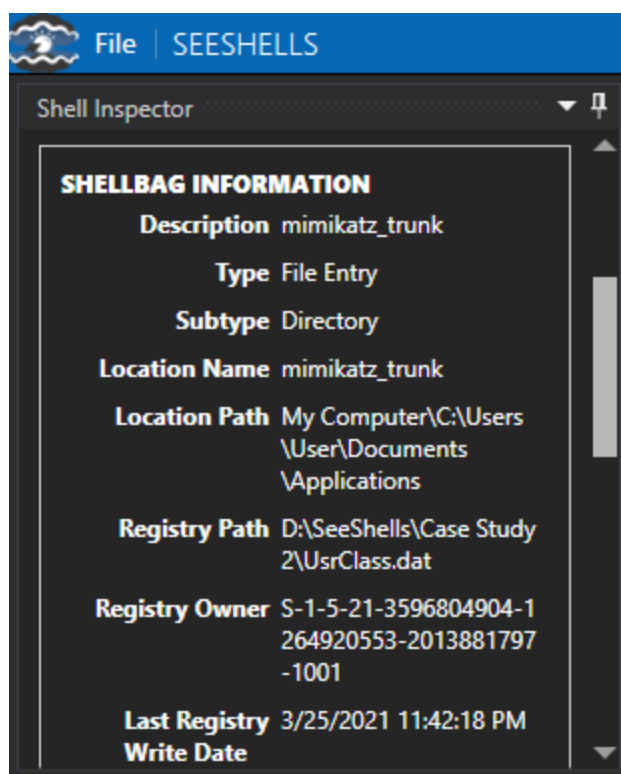 File | SEESHELLS
Shell Inspector
SHELLBAG INFORMATION
Description mimikatz_trunk
Type File Entry
Subtype Directory
Location Name mimikatz_trunk
Location Path My Computer\C:\Users
\User\Documents
\Applications
Registry Path D:\SeeShells\Case Study
2\UsrClass.dat
Registry Owner S-1-5-21-3596804904-1
264920553-2013881797
-1001
Last Registry 3/25/2021 11:42:18 PM
Write Date